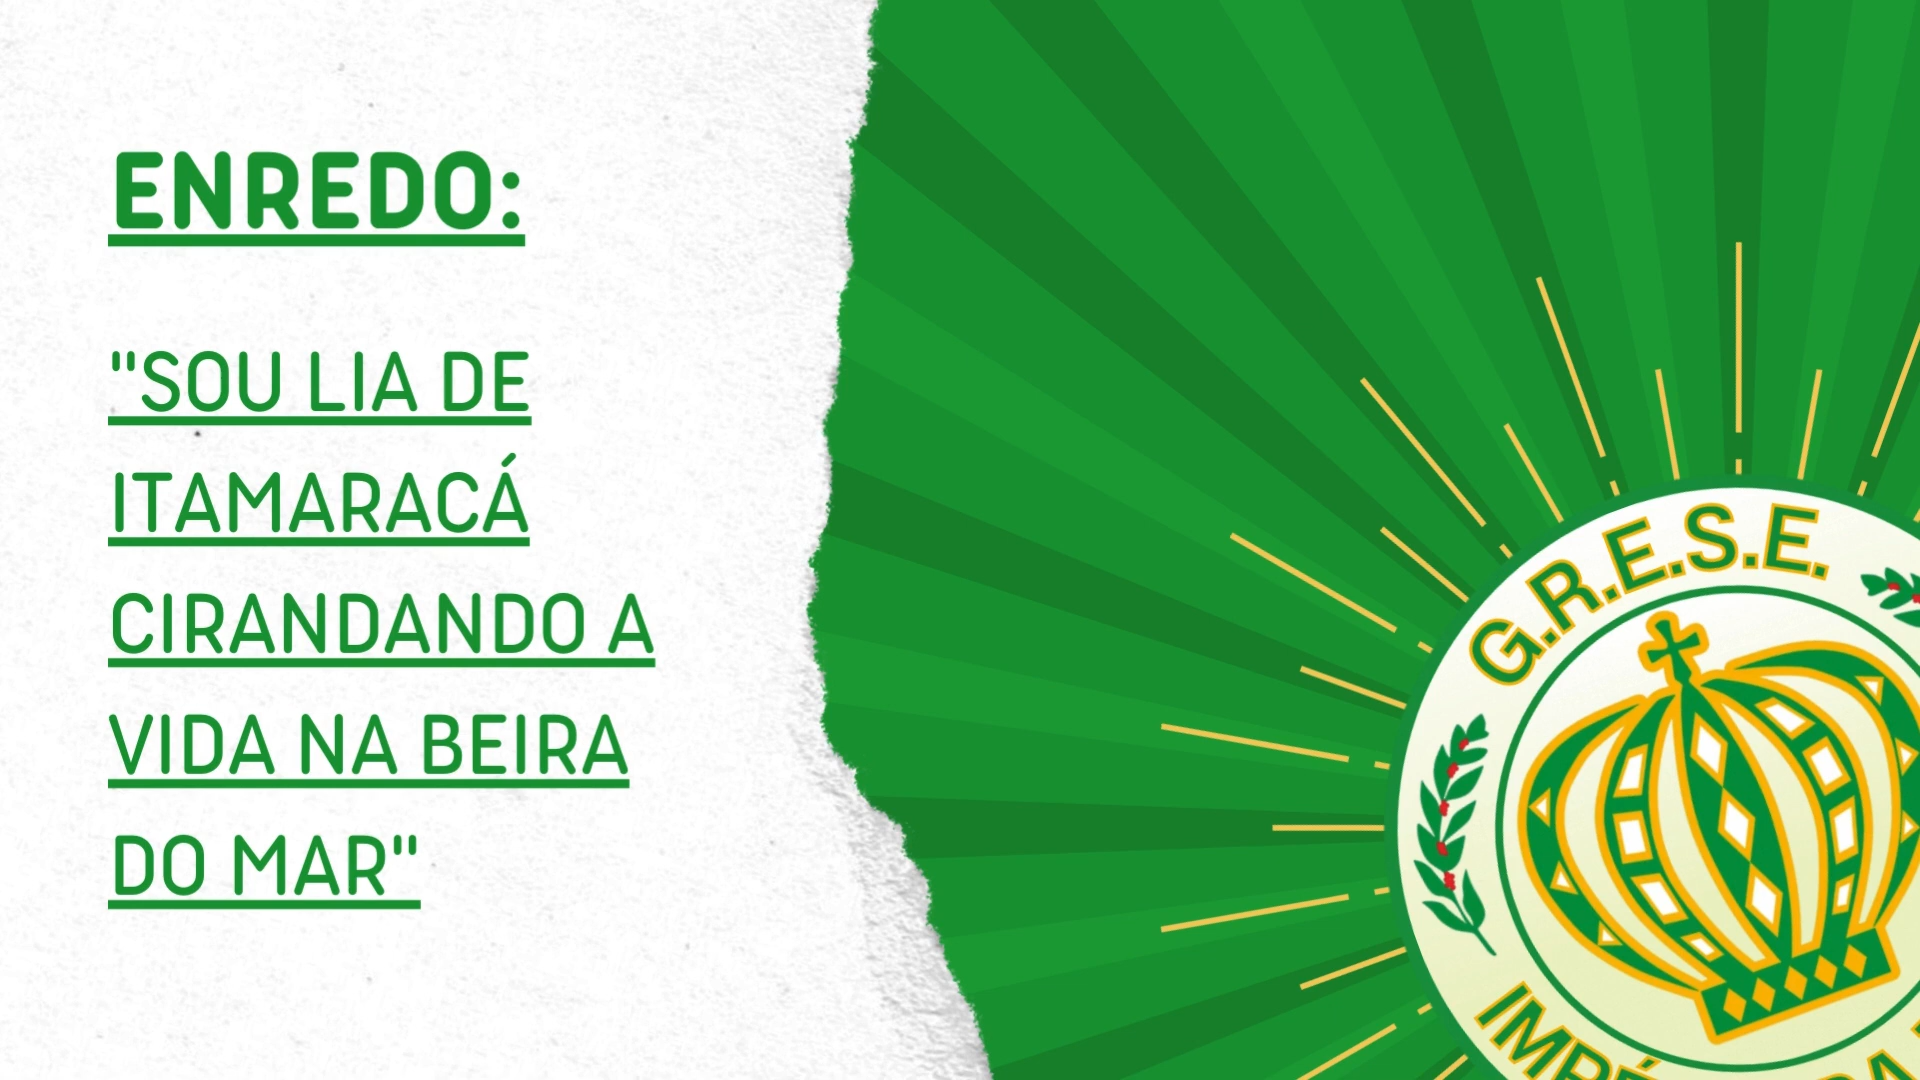 ENREDO:
"SOU LIA DE
ITAMARACÁ
CIRANDANDO A
VIDA NA BEIRA
DO MAR"
G.R.E.S.E.